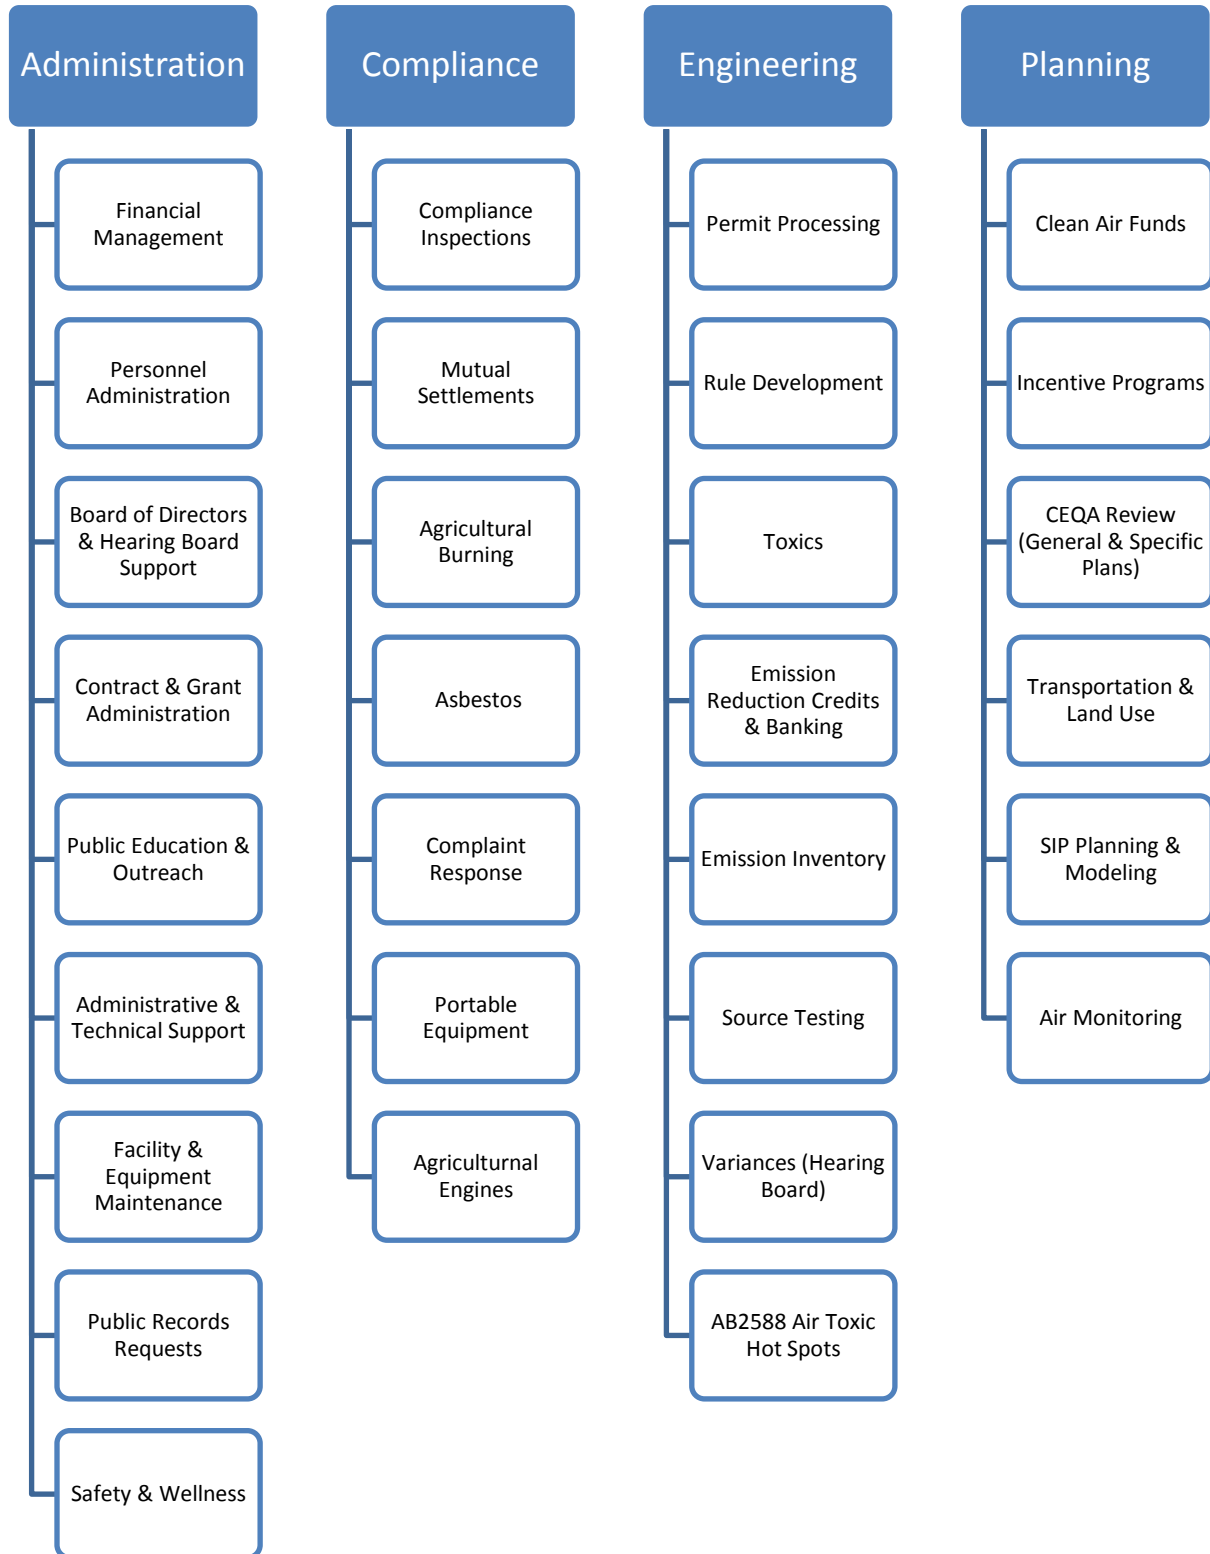 Administration
Financial
Management
Personnel
Administration
Board of Directors
& Hearing Board
Support
Contract & Grant
Administration
Public Education &
Outreach
Administrative &
Technical Support
Facility &
Equipment
Maintenance
Public Records
Requests
Safety & Wellness
Compliance
Compliance
Inspections
Mutual
Settlements
Agricultural
Burning
Asbestos
Complaint
Response
Portable
Equipment
Agriculturnal
Engines
Engineering
Permit Processing
Rule Development
Toxics
Emission
Reduction Credits
& Banking
Emission Inventory
Source Testing
Variances (Hearing
Board)
AB2588 Air Toxic
Hot Spots
Planning
Clean Air Funds
Incentive Programs
CEQA Review
(General & Specific
Plans)
Transportation &
Land Use
SIP Planning &
Modeling
Air Monitoring